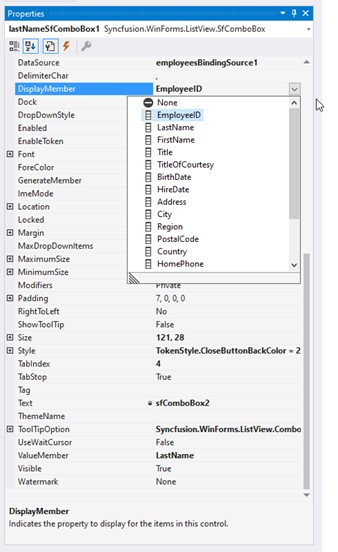 Properties
lastNameSfComboBox1 Syncfusion.WinForms.ListView.SfComboBox
DataSource employeesBindingSource1
DelimiterChar ,
DisplayMember EmployeeID
Dock
DropDownStyle
Enabled
EnableToken
Font
ForeColor
GenerateMember
ImeMode
Location
Locked
Margin
MaxDropDownItems
MaximumSize
MinimumSize
None
EmployeeID
LastName
FirstName
Title
TitleOfCourtesy
BirthDate
HireDate
Address
City
Region
PostalCode
Country
HomePhone
Modifiers Private
Padding 7, 0, 0, 0
RightToLeft No
ShowToolTip False
Size 121, 28
Style TokenStyle.CloseButtonBackColor = 2
TabIndex 4
TabStop True
Tag
Text sfComboBox2
ThemeName
ToolTipOption Syncfusion.WinForms.ListView.Combo
UseWaitCursor False
ValueMember LastName
Visible True
Watermark None
DisplayMember
Indicates the property to display for the items in this control.